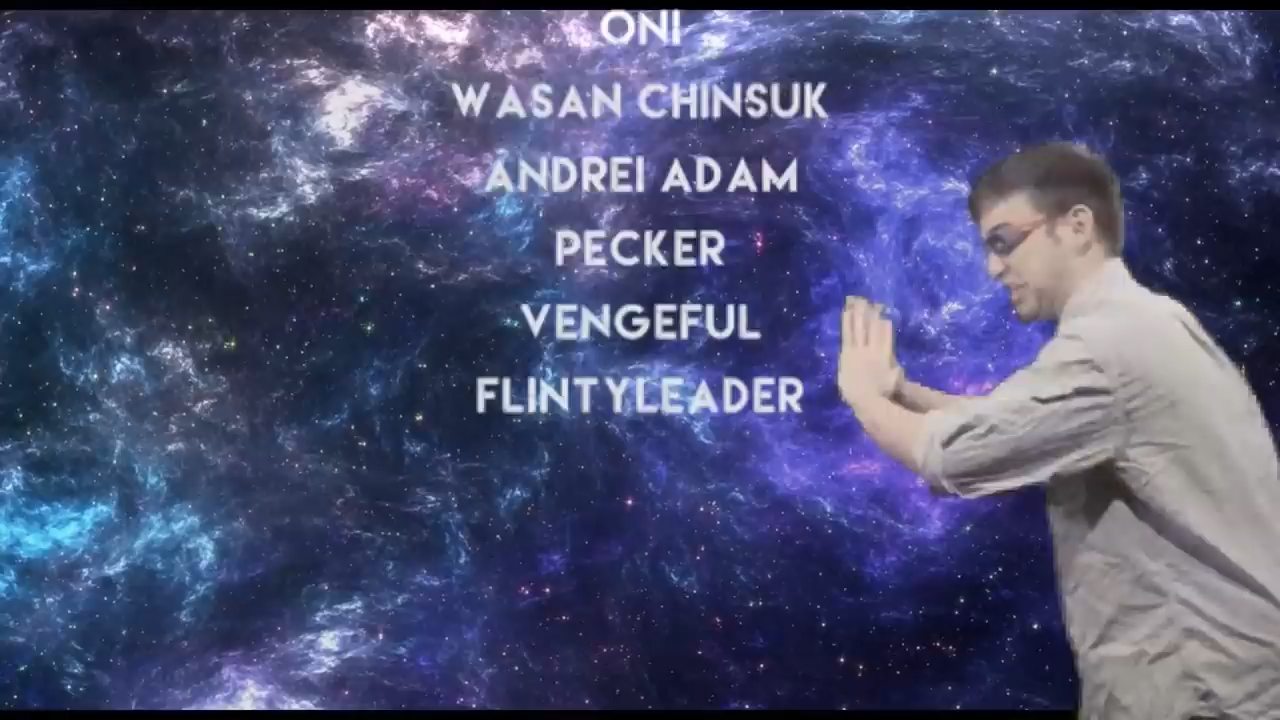 ONI
WASAN CHINSUK
ANDREI ADAM
PECKER
VENGEFUL
FLINTYLEADER